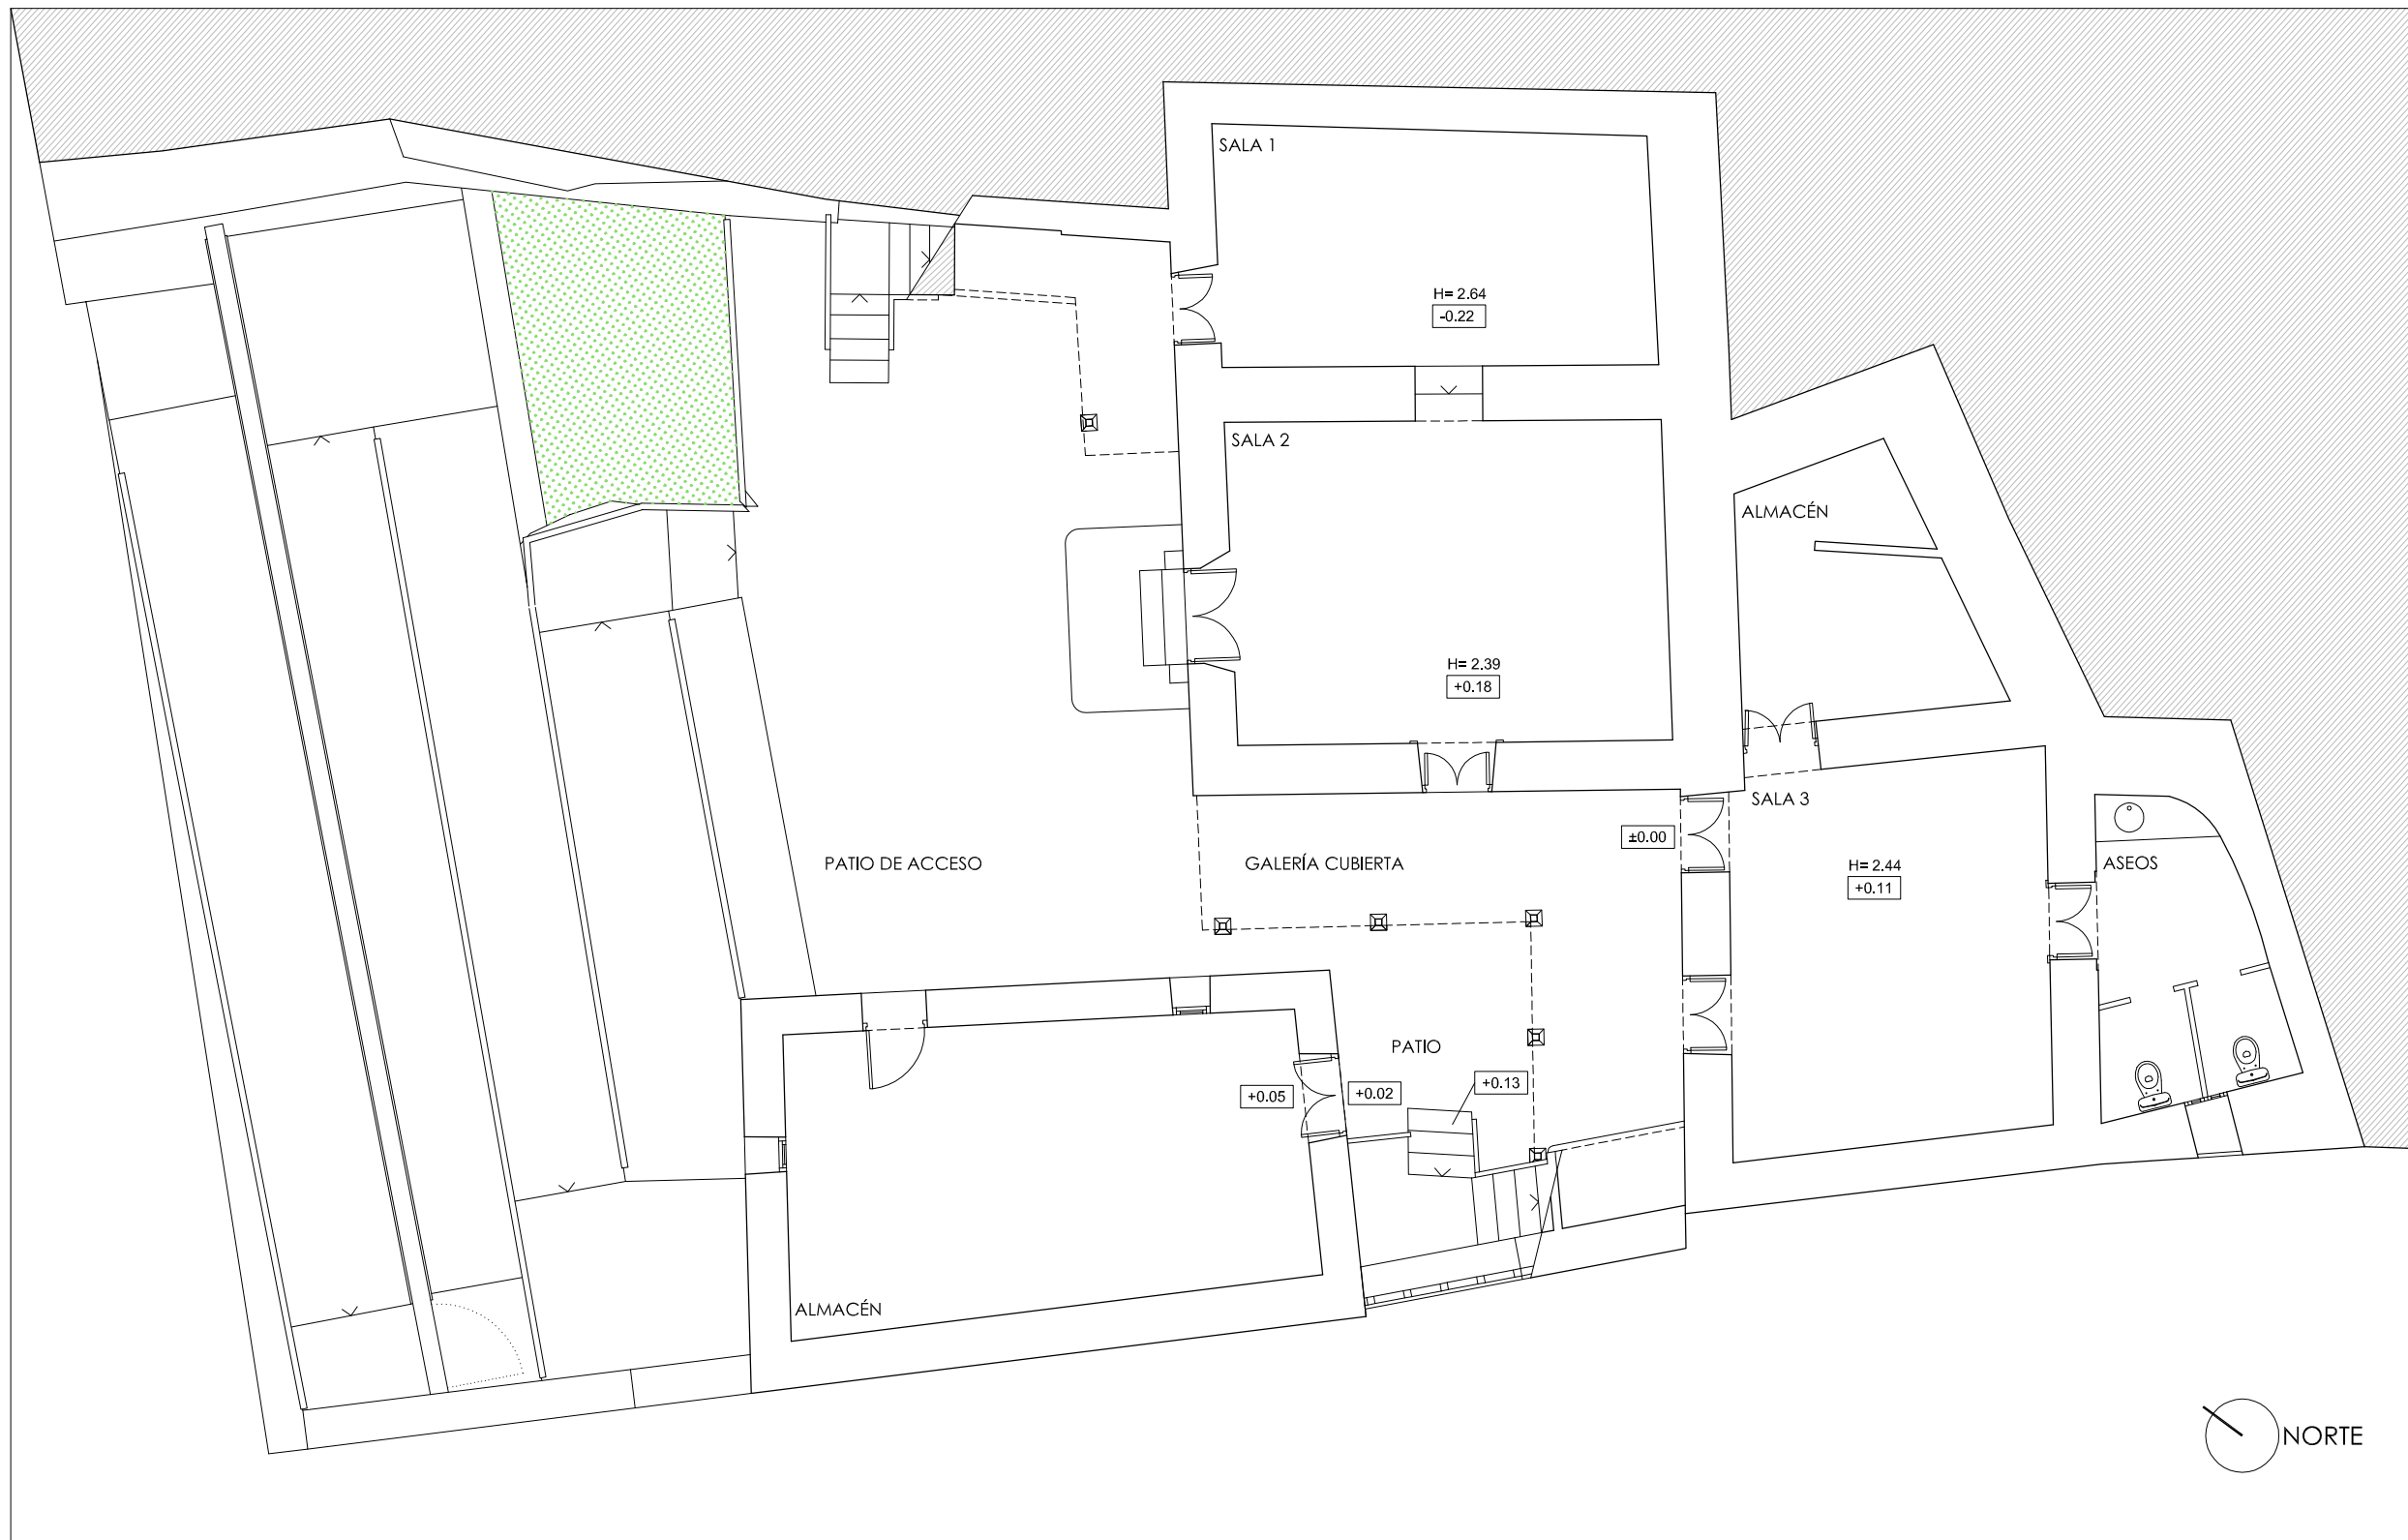 SALA 1
H= 2.64
-0.22
SALA 2
ALMACÉN
H= 2.39
+0.18
SALA 3
±0.00
PATIO DE ACCESO
GALERÍA CUBIERTA
H= 2.44
+0.11
ASEOS
PATIO
+0.13
+0.05
+0.02
ALMACÉN
NORTE